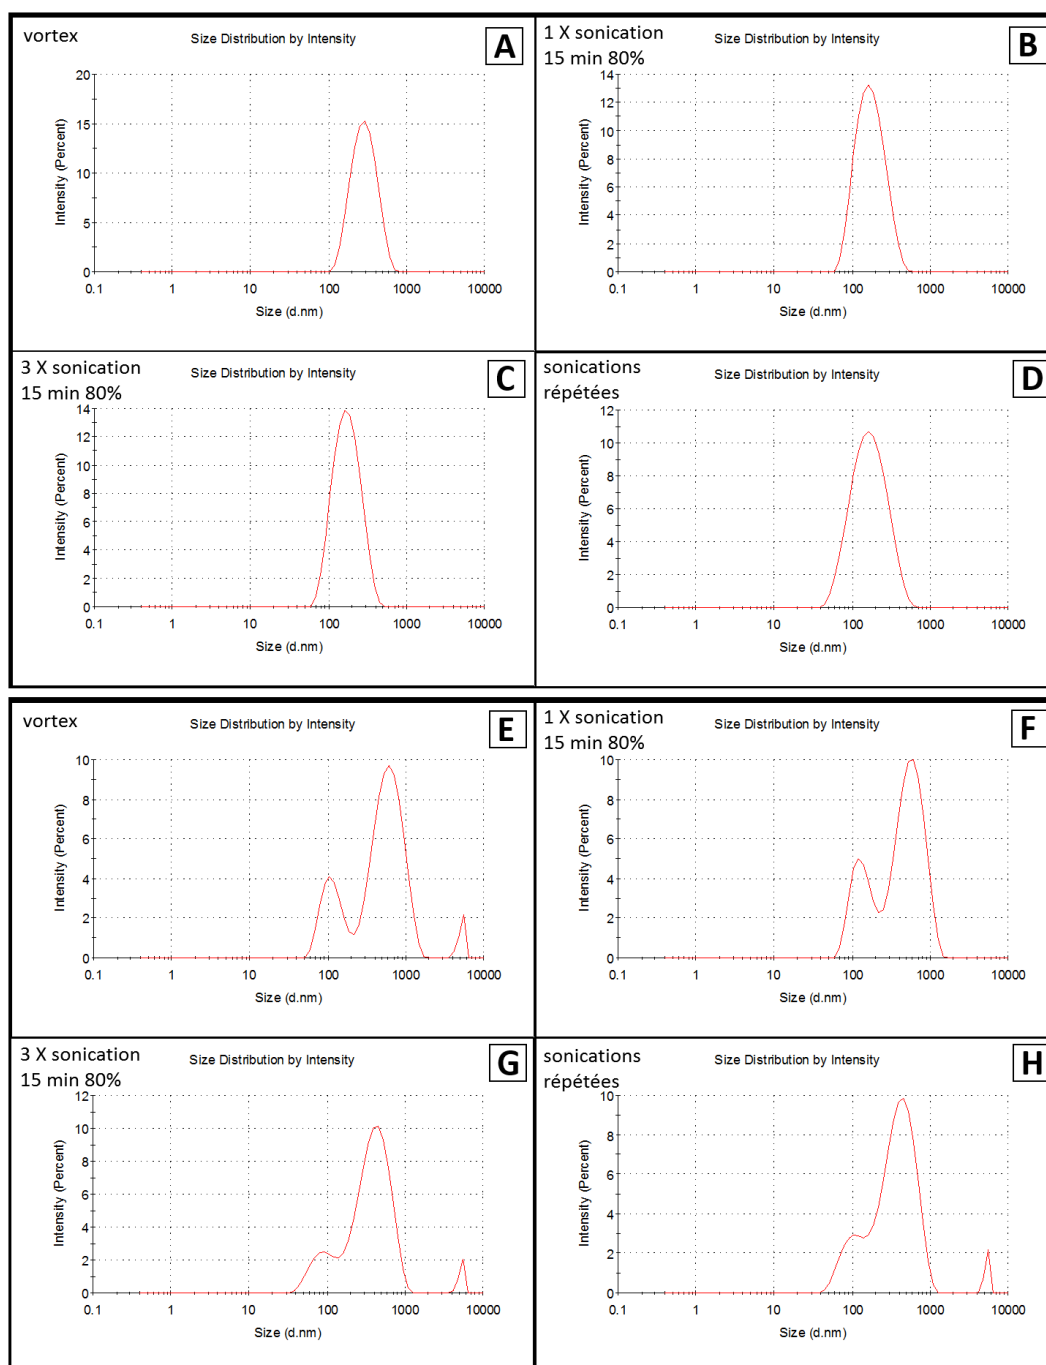 vortex
Size Distribution by Intensity
A
20
15
10
5
0
Intensity (Percent)
0.1 1 10 100 1000 10000
Size (d.nm)
1 X sonication
15 min 80%
Size Distribution by Intensity
B
14
12
10
8
6
4
2
0
Intensity (Percent)
0.1 1 10 100 1000 10000
Size (d.nm)
3 X sonication
15 min 80%
Size Distribution by Intensity
C
14
12
10
8
6
4
2
0
Intensity (Percent)
0.1 1 10 100 1000 10000
Size (d.nm)
sonications
répétées
Size Distribution by Intensity
D
12
10
8
6
4
2
0
Intensity (Percent)
0.1 1 10 100 1000 10000
Size (d.nm)
vortex
Size Distribution by Intensity
E
10
8
6
4
2
0
Intensity (Percent)
0.1 1 10 100 1000 10000
Size (d.nm)
1 X sonication
15 min 80%
Size Distribution by Intensity
F
10
8
6
4
2
0
Intensity (Percent)
0.1 1 10 100 1000 10000
Size (d.nm)
3 X sonication
15 min 80%
Size Distribution by Intensity
G
12
10
8
6
4
2
0
Intensity (Percent)
0.1 1 10 100 1000 10000
Size (d.nm)
sonications
répétées
Size Distribution by Intensity
H
10
8
6
4
2
0
Intensity (Percent)
0.1 1 10 100 1000 10000
Size (d.nm)